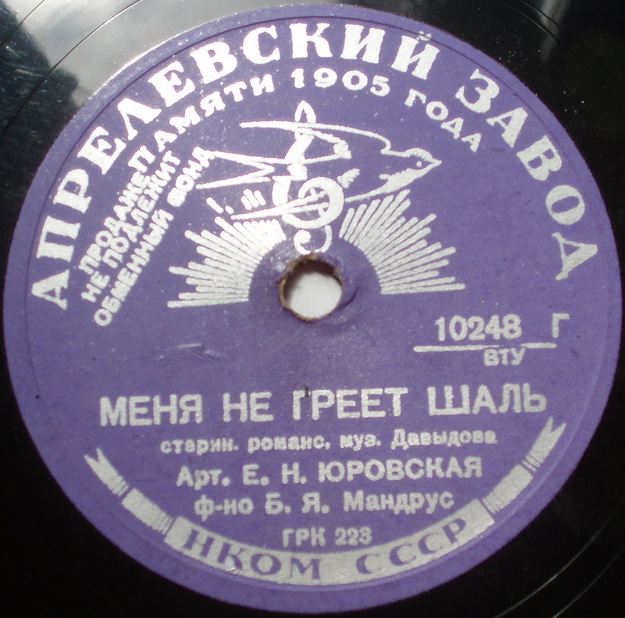 АПРЕЛЕВСКИЙ ЗАВОД
ПАМЯТИ 1905 ГОДА
ПРОДАЖЕ
НЕ ПОДЛЕЖИТ
ОБМЕННЫЙ ФОНД
10248 Г
ВТУ
МЕНЯ НЕ ГРЕЕТ ШАЛЬ
старин. романс, муз. Давыдова
Арт. Е. Н. ЮРОВСКАЯ
ф-но Б. Я. Мандрус
ГРК 223
НКОМ СССР